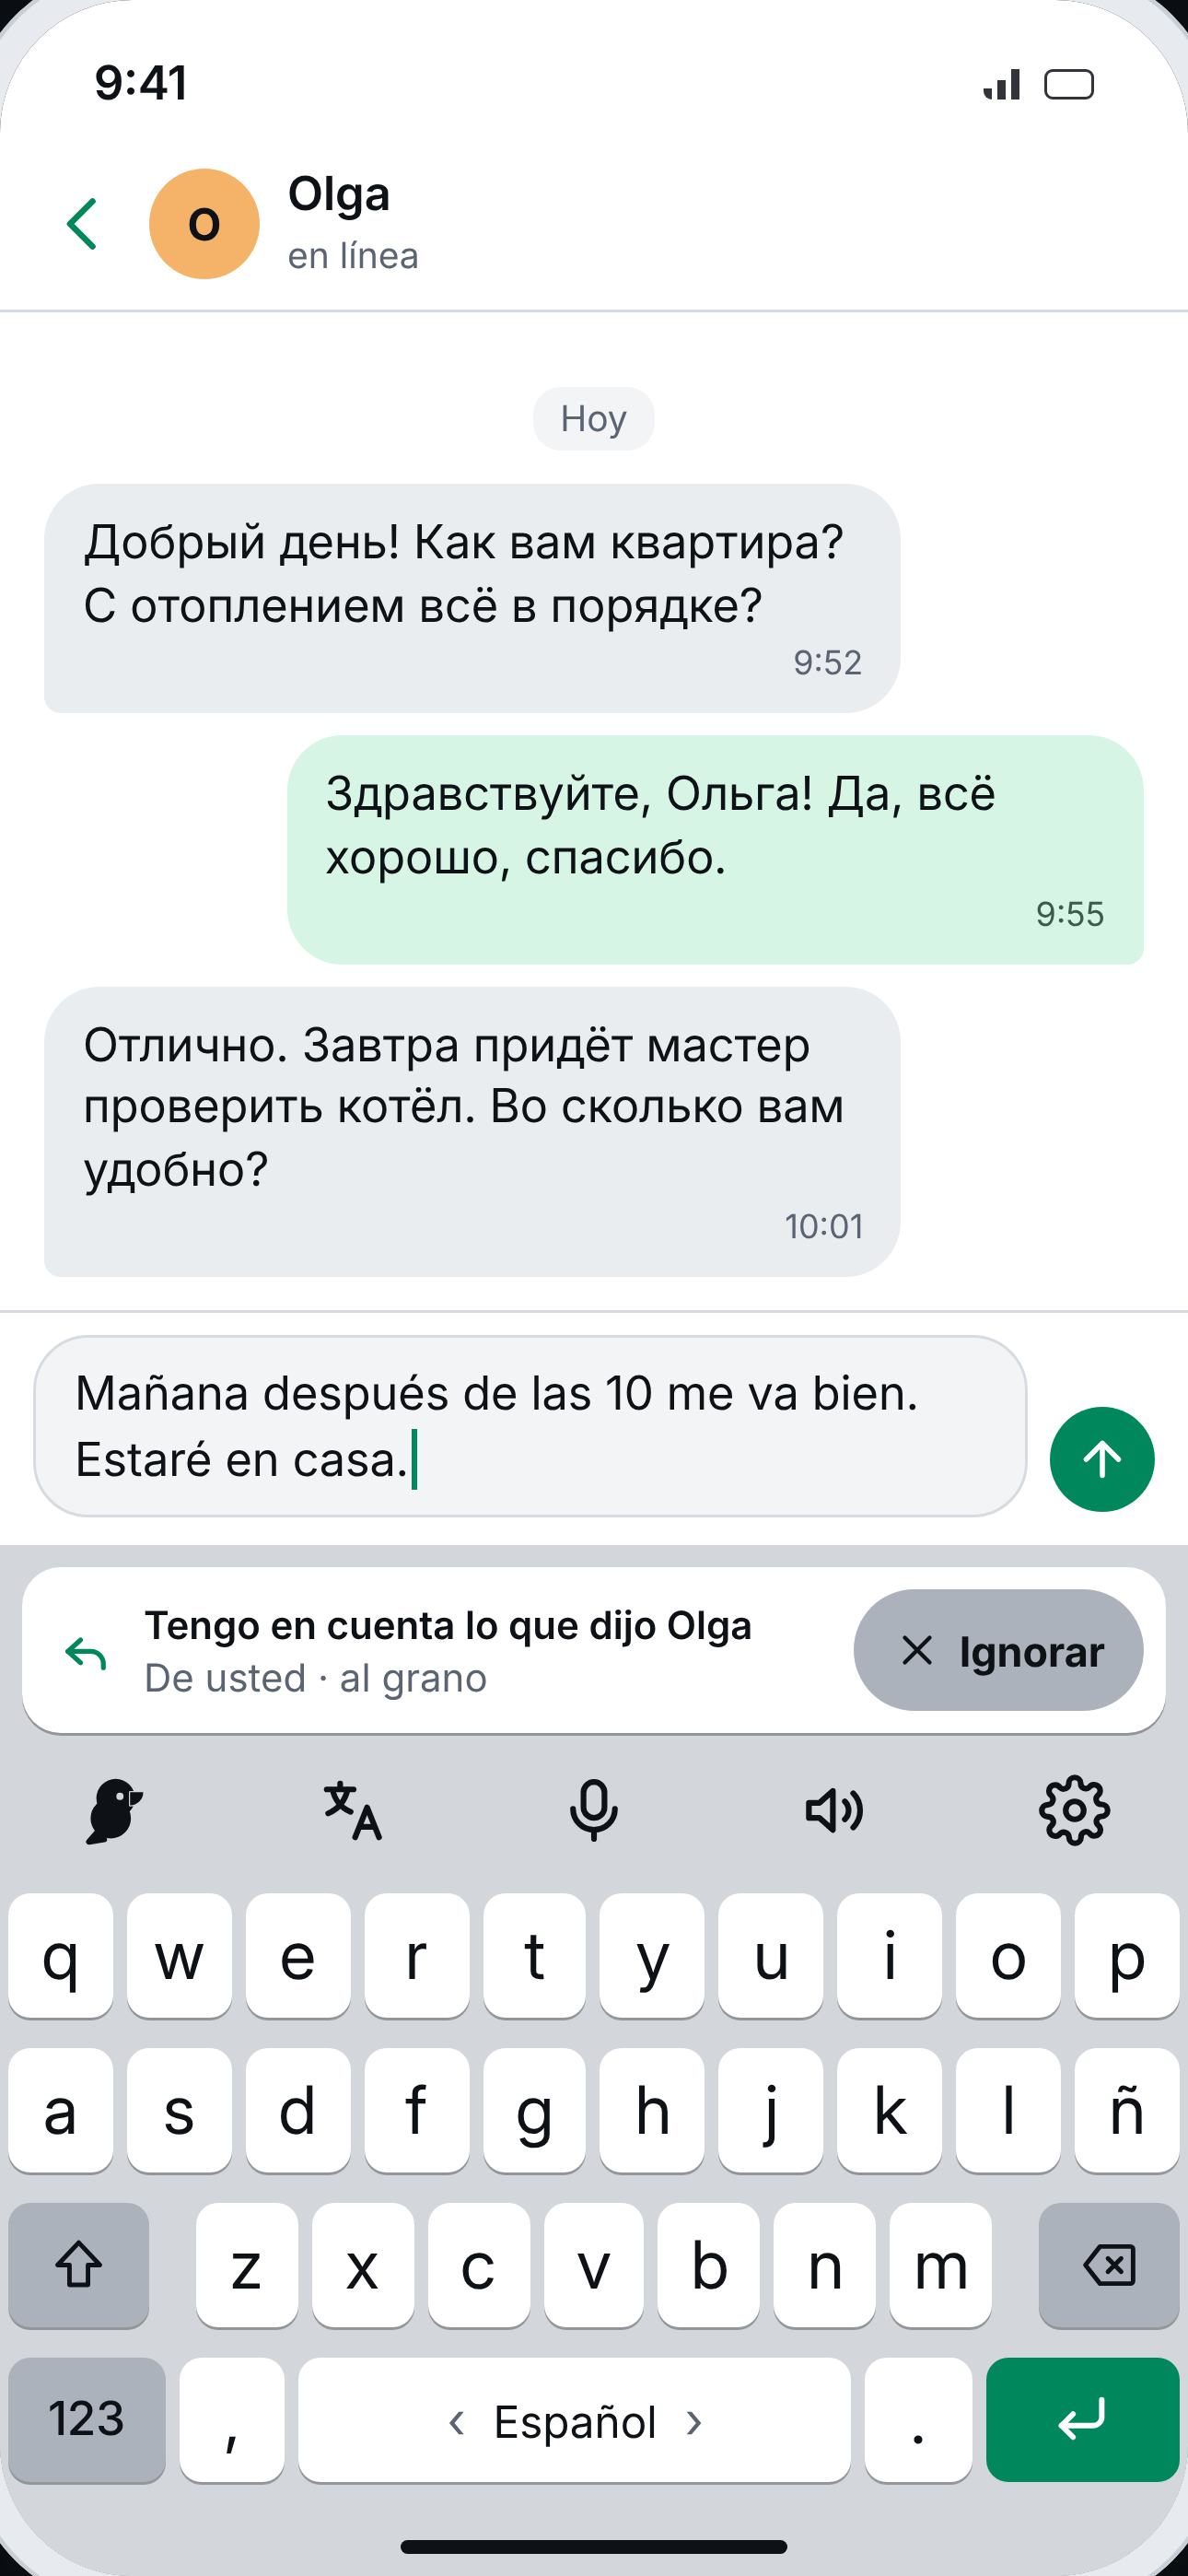 9:41
O
Olga
en línea
Hoy
Добрый день! Как вам квартира?
С отоплением всё в порядке?
9:52
Здравствуйте, Ольга! Да, всё
хорошо, спасибо.
9:55
Отлично. Завтра придёт мастер
проверить котёл. Во сколько вам
удобно?
10:01
Mañana después de las 10 me va bien.
Estaré en casa.
Tengo en cuenta lo que dijo Olga
De usted · al grano
Ignorar
q w e r t y u i o p
a s d f g h j k l ñ
z x c v b n m
123 , ‹ Español › .